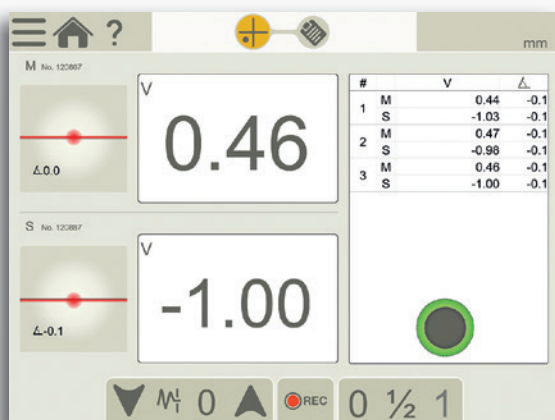 ?
mm
M No. 120867
V
0.46
∡0.0
S No. 120867
V
-1.00
∡-0.1
# V ∡
1 M 0.44 -0.1
S -1.03 -0.1
2 M 0.47 -0.1
S -0.98 -0.1
3 M 0.46 -0.1
S -1.00 -0.1
0 REC 0 ½ 1